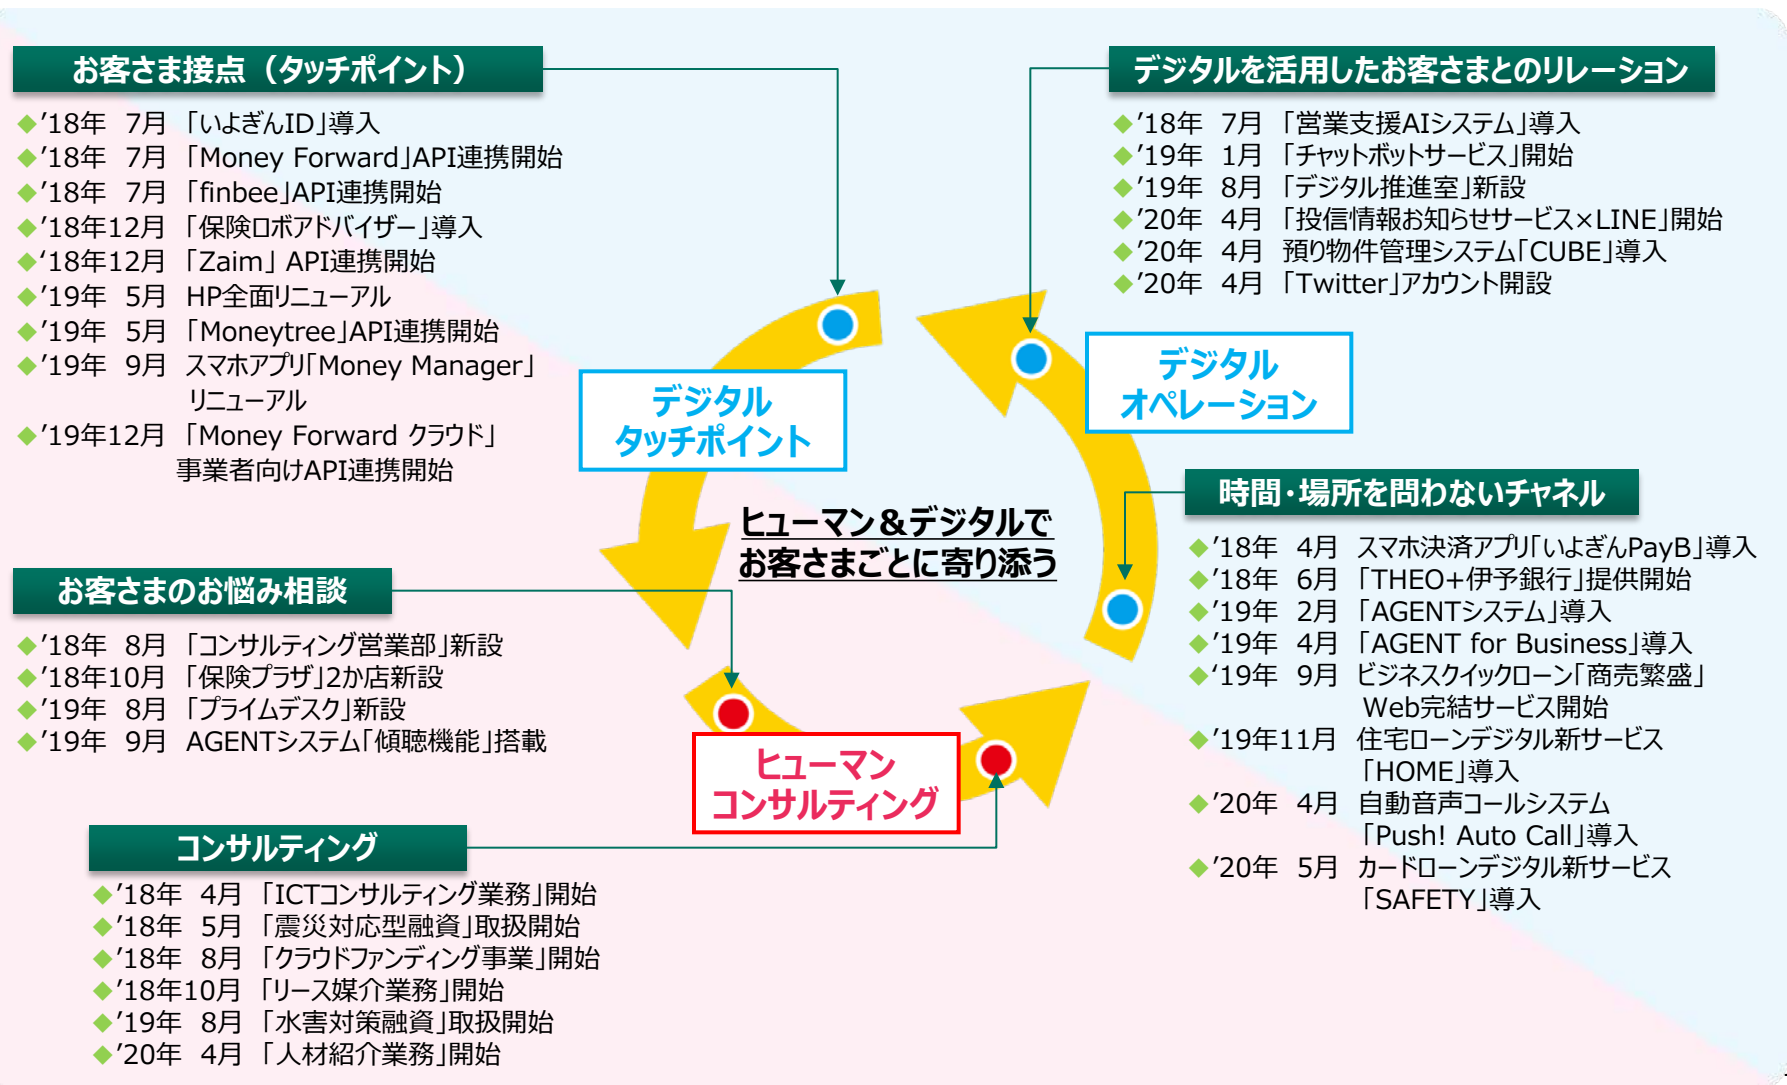 お客さま接点（タッチポイント）
◆’18年 7月 「いよぎんID」導入
◆’18年 7月 「Money Forward」API連携開始
◆’18年 7月 「finbee」API連携開始
◆’18年12月 「保険ロボアドバイザー」導入
◆‘18年12月 「Zaim」 API連携開始
◆’19年 5月 HP全面リニューアル
◆’19年 5月 「Moneytree」API連携開始
◆’19年 9月 スマホアプリ「Money Manager」
リニューアル
◆’19年12月 「Money Forward クラウド」
事業者向けAPI連携開始
デジタルを活用したお客さまとのリレーション
◆’18年 7月 「営業支援AIシステム」導入
◆’19年 1月 「チャットボットサービス」開始
◆’19年 8月 「デジタル推進室」新設
◆’20年 4月 「投信情報お知らせサービス×LINE」開始
◆’20年 4月 預り物件管理システム「CUBE」導入
◆’20年 4月 「Twitter」アカウント開設
デジタル
タッチポイント
デジタル
オペレーション
ヒューマン＆デジタルで
お客さまごとに寄り添う
時間・場所を問わないチャネル
◆’18年 4月 スマホ決済アプリ「いよぎんPayB」導入
◆’18年 6月 「THEO+伊予銀行」提供開始
◆’19年 2月 「AGENTシステム」導入
◆’19年 4月 「AGENT for Business」導入
◆‘19年 9月 ビジネスクイックローン「商売繁盛」
Web完結サービス開始
◆’19年11月 住宅ローンデジタル新サービス
「HOME」導入
◆’20年 4月 自動音声コールシステム
「Push! Auto Call」導入
◆’20年 5月 カードローンデジタル新サービス
「SAFETY」導入
お客さまのお悩み相談
◆’18年 8月 「コンサルティング営業部」新設
◆’18年10月 「保険プラザ」2か店新設
◆’19年 8月 「プライムデスク」新設
◆’19年 9月 AGENTシステム「傾聴機能」搭載
ヒューマン
コンサルティング
コンサルティング
◆’18年 4月 「ICTコンサルティング業務」開始
◆’18年 5月 「震災対応型融資」取扱開始
◆’18年 8月 「クラウドファンディング事業」開始
◆’18年10月 「リース媒介業務」開始
◆’19年 8月 「水害対策融資」取扱開始
◆’20年 4月 「人材紹介業務」開始